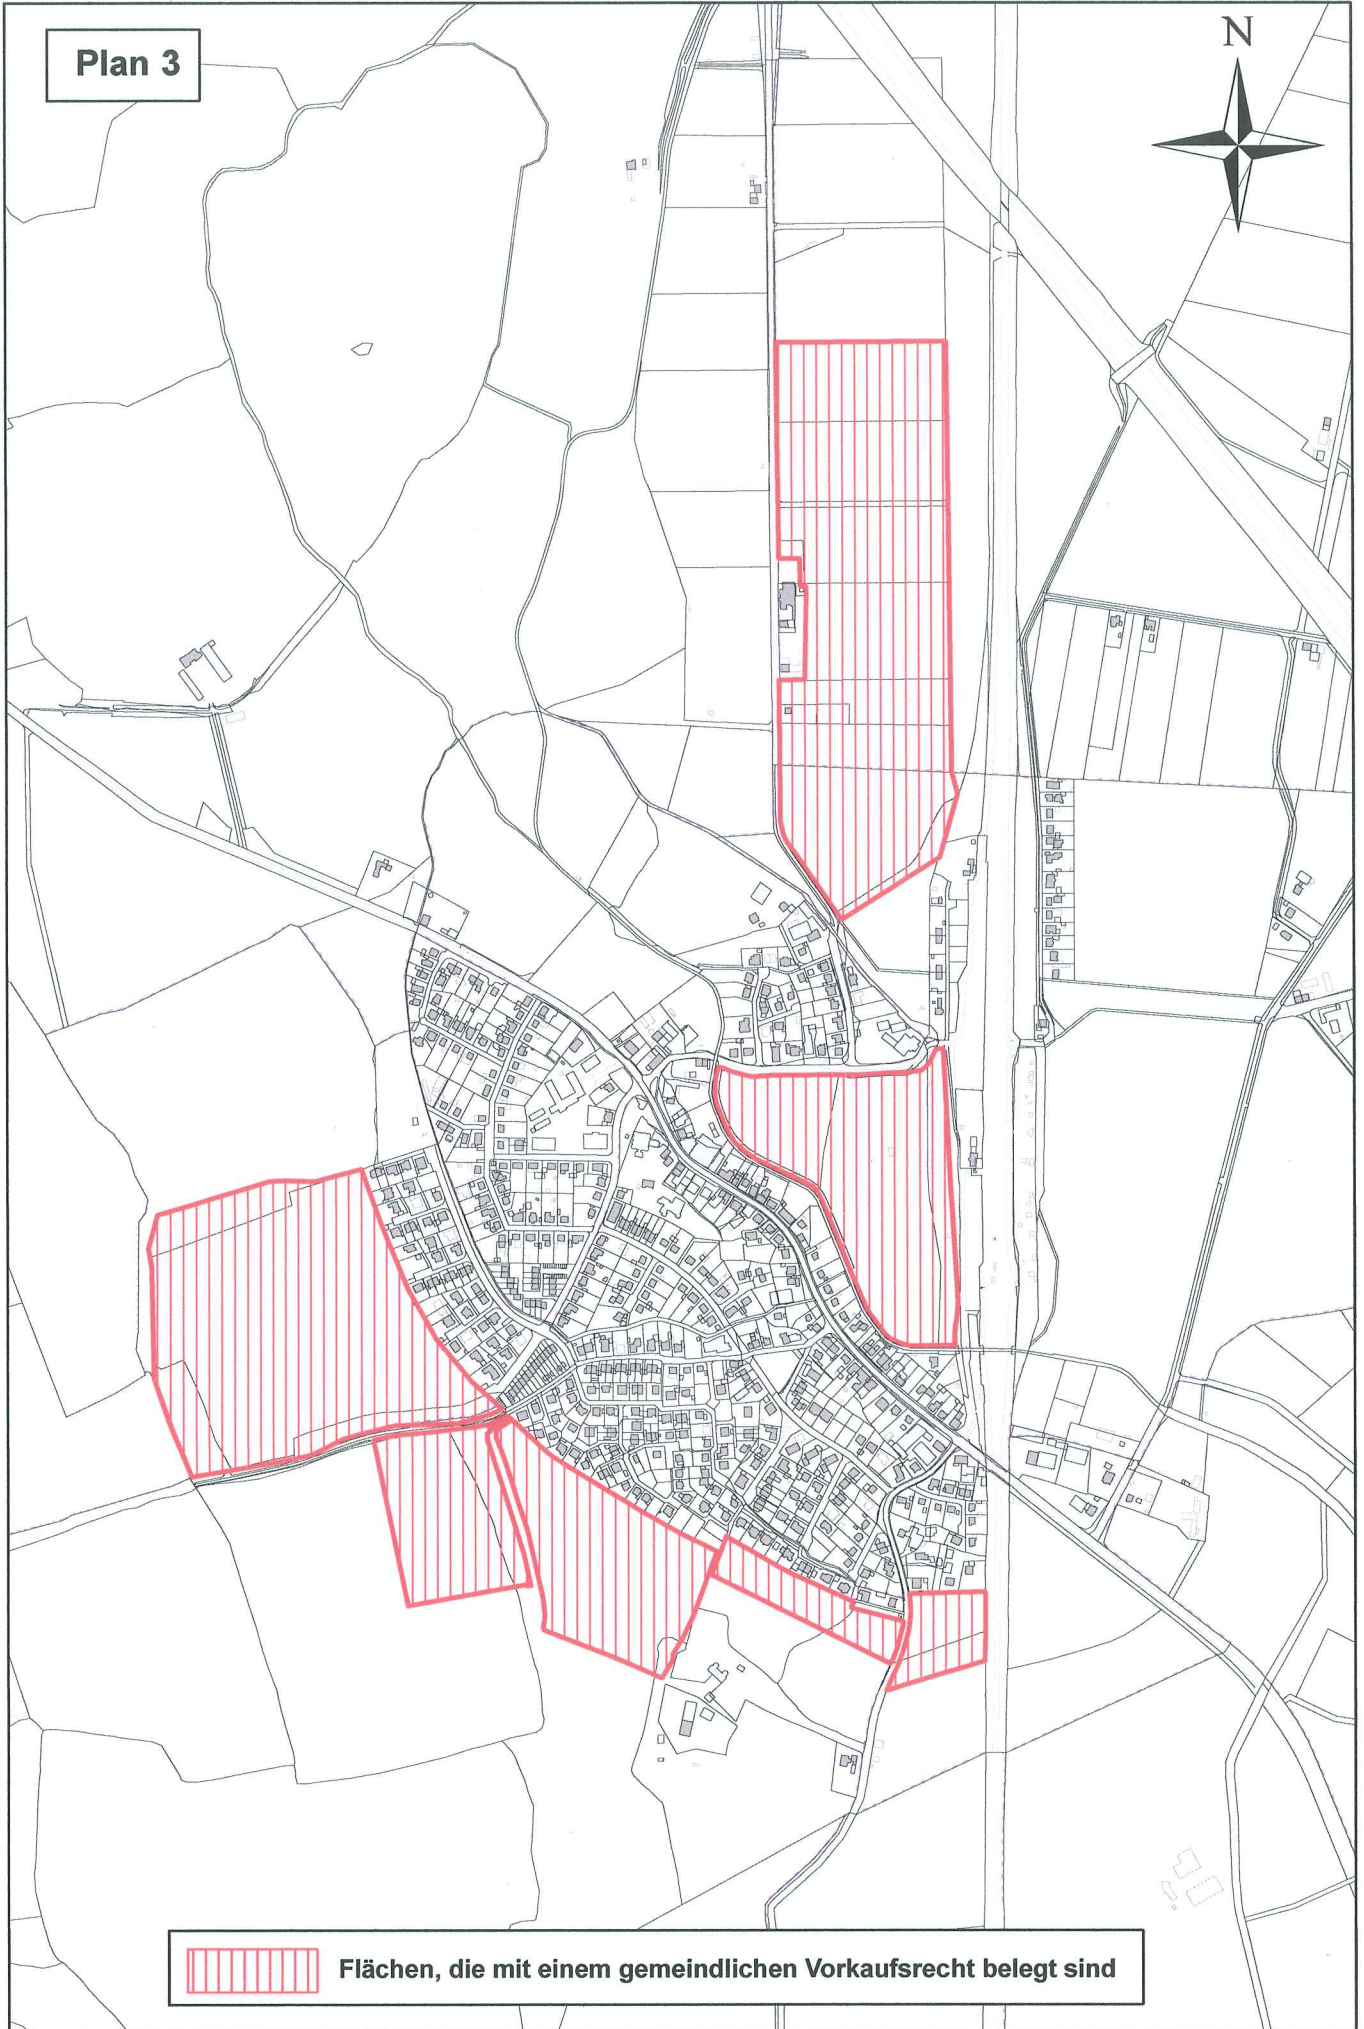 Plan 3
N
Flächen, die mit einem gemeindlichen Vorkaufsrecht belegt sind